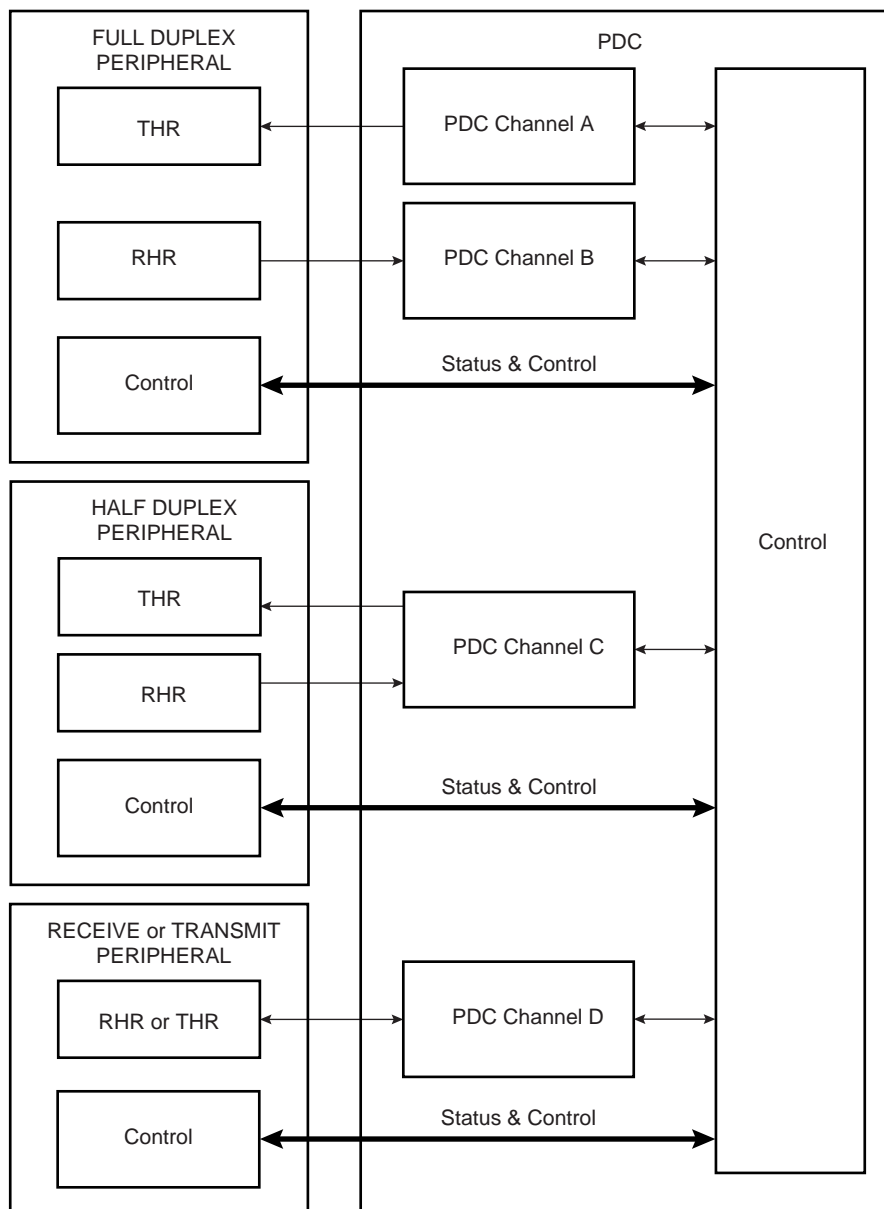 FULL DUPLEX
PERIPHERAL
THR
RHR
Control
PDC
PDC Channel A
PDC Channel B
Status & Control
HALF DUPLEX
PERIPHERAL
THR
RHR
Control
PDC Channel C
Status & Control
Control
RECEIVE or TRANSMIT
PERIPHERAL
RHR or THR
Control
PDC Channel D
Status & Control